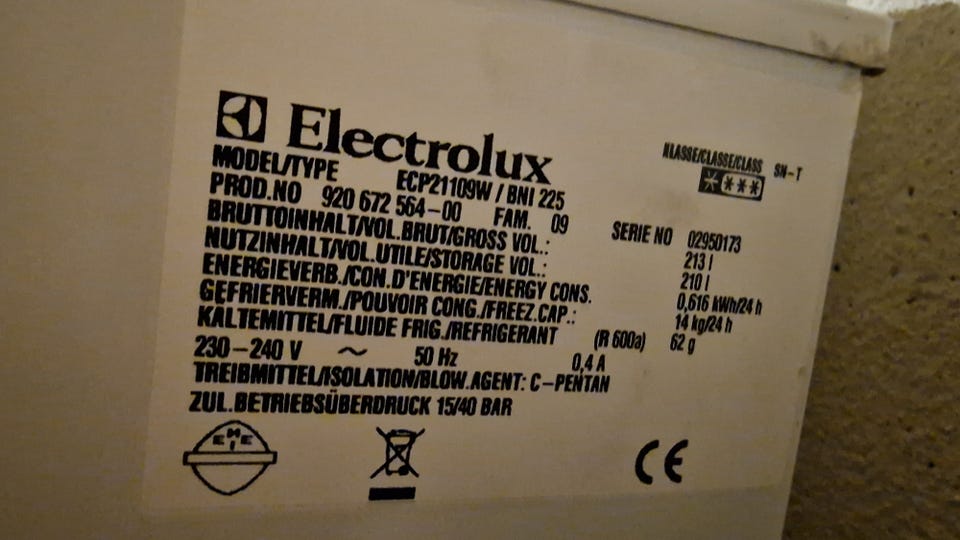 Electrolux
KLASSE/CLASSE/CLASS SN-T
****
MODEL/TYPE ECP21109W / BNI 225
PROD.NO 920 672 564-00 FAM. 09 SERIE NO 02950173
BRUTTOINHALT/VOL.BRUT/GROSS VOL.: 213 l
NUTZINHALT/VOL.UTILE/STORAGE VOL.: 210 l
ENERGIEVERB./CON.D'ENERGIE/ENERGY CONS. 0,616 kWh/24 h
GEFRIERVERM./POUVOIR CONG./FREEZ.CAP.: 14 kg/24 h
KÄLTEMITTEL/FLUIDE FRIG./REFRIGERANT (R 600a) 62 g
230-240 V ~ 50 Hz 0,4 A
TREIBMITTEL/ISOLATION/BLOW.AGENT: C-PENTAN
ZUL.BETRIEBSÜBERDRUCK 15/40 BAR
CE